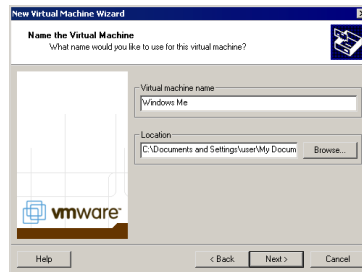 New Virtual Machine Wizard
Name the Virtual Machine
What name would you like to use for this virtual machine?
Virtual machine name
Windows Me
Location
C:\Documents and Settings\user\My Docum
Browse...
vmware
Help
< Back
Next >
Cancel